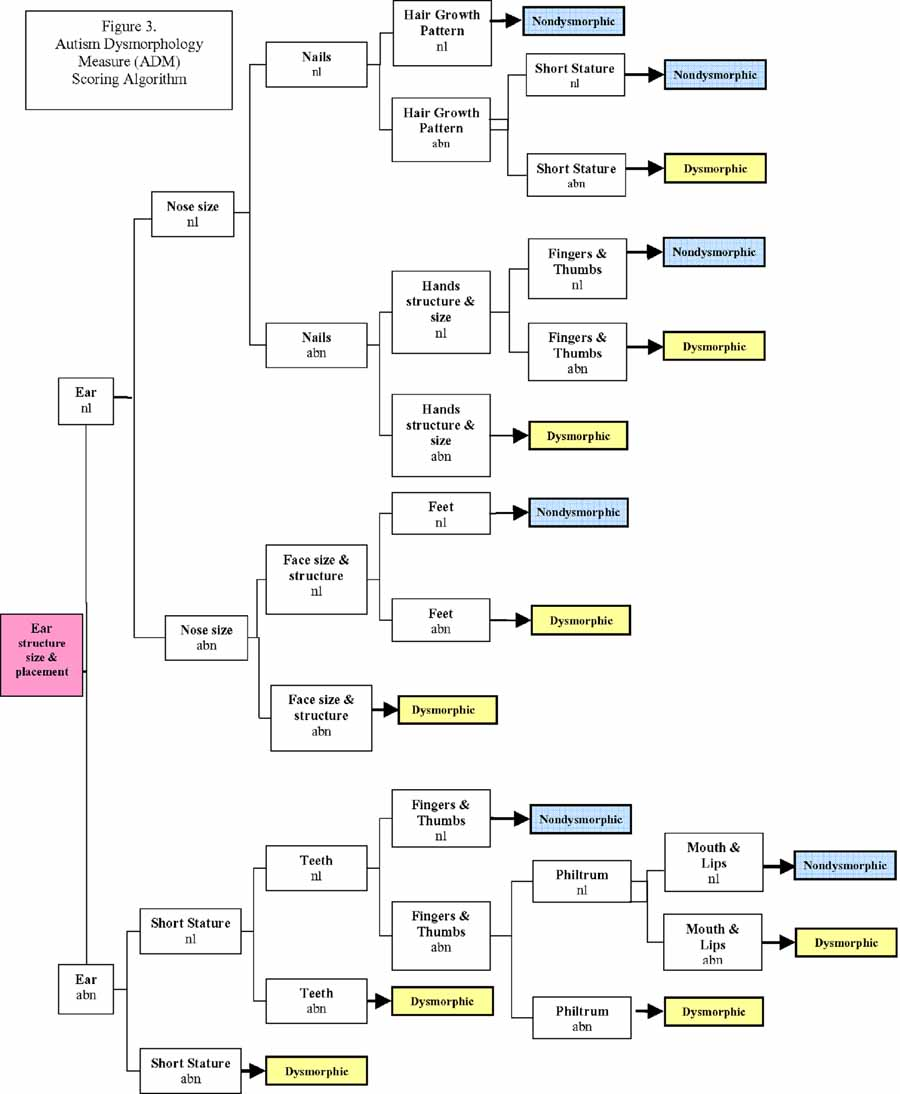 Figure 3.
Autism Dysmorphology
Measure (ADM)
Scoring Algorithm
Hair Growth
Pattern
nl
Nondysmorphic
Nails
nl
Short Stature
nl
Nondysmorphic
Hair Growth
Pattern
abn
Short Stature
abn
Dysmorphic
Nose size
nl
Fingers &
Thumbs
nl
Nondysmorphic
Hands
structure &
size
nl
Nails
abn
Fingers &
Thumbs
abn
Dysmorphic
Ear
nl
Hands
structure &
size
abn
Dysmorphic
Feet
nl
Nondysmorphic
Face size &
structure
nl
Feet
abn
Dysmorphic
Ear
structure
size &
placement
Nose size
abn
Face size &
structure
abn
Dysmorphic
Fingers &
Thumbs
nl
Nondysmorphic
Teeth
nl
Philtrum
nl
Mouth &
Lips
nl
Nondysmorphic
Short Stature
nl
Fingers &
Thumbs
abn
Mouth &
Lips
abn
Dysmorphic
Ear
abn
Teeth
abn
Dysmorphic
Philtrum
abn
Dysmorphic
Short Stature
abn
Dysmorphic